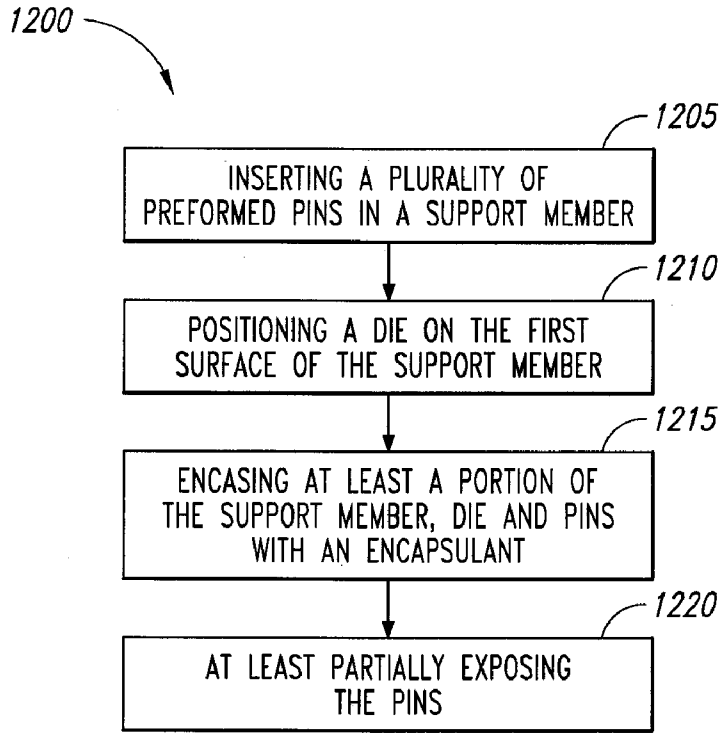 1200
1205
INSERTING A PLURALITY OF
PREFORMED PINS IN A SUPPORT MEMBER
1210
POSITIONING A DIE ON THE FIRST
SURFACE OF THE SUPPORT MEMBER
1215
ENCASING AT LEAST A PORTION OF
THE SUPPORT MEMBER, DIE AND PINS
WITH AN ENCAPSULANT
1220
AT LEAST PARTIALLY EXPOSING
THE PINS